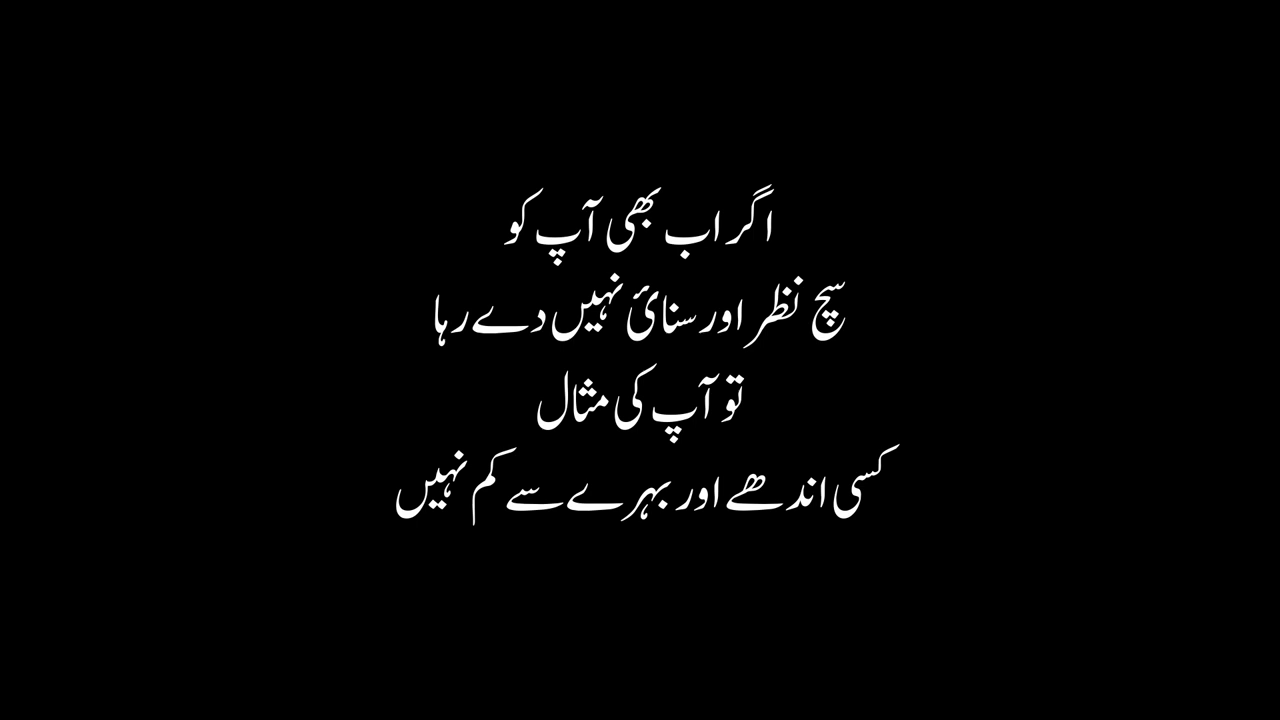 اگر اب بھی آپ کو
سچ نظر اور سنائ نہیں دے رہا
تو آپ کی مثال
کسی اندھے اور بہرے سے کم نہیں